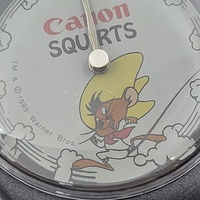 Canon
SQUIRTS
TM & © 1995 Warner Bros.